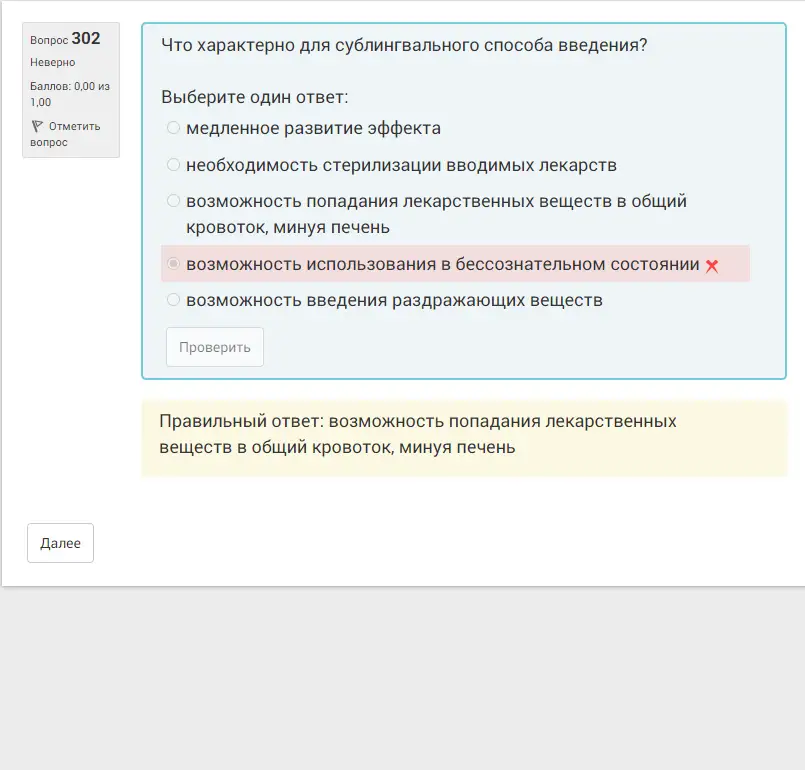 Вопрос 302
Неверно
Баллов: 0,00 из
1,00
Отметить
вопрос
Что характерно для сублингвального способа введения?
Выберите один ответ:
медленное развитие эффекта
необходимость стерилизации вводимых лекарств
возможность попадания лекарственных веществ в общий
кровоток, минуя печень
возможность использования в бессознательном состоянии
возможность введения раздражающих веществ
Проверить
Правильный ответ: возможность попадания лекарственных
веществ в общий кровоток, минуя печень
Далее